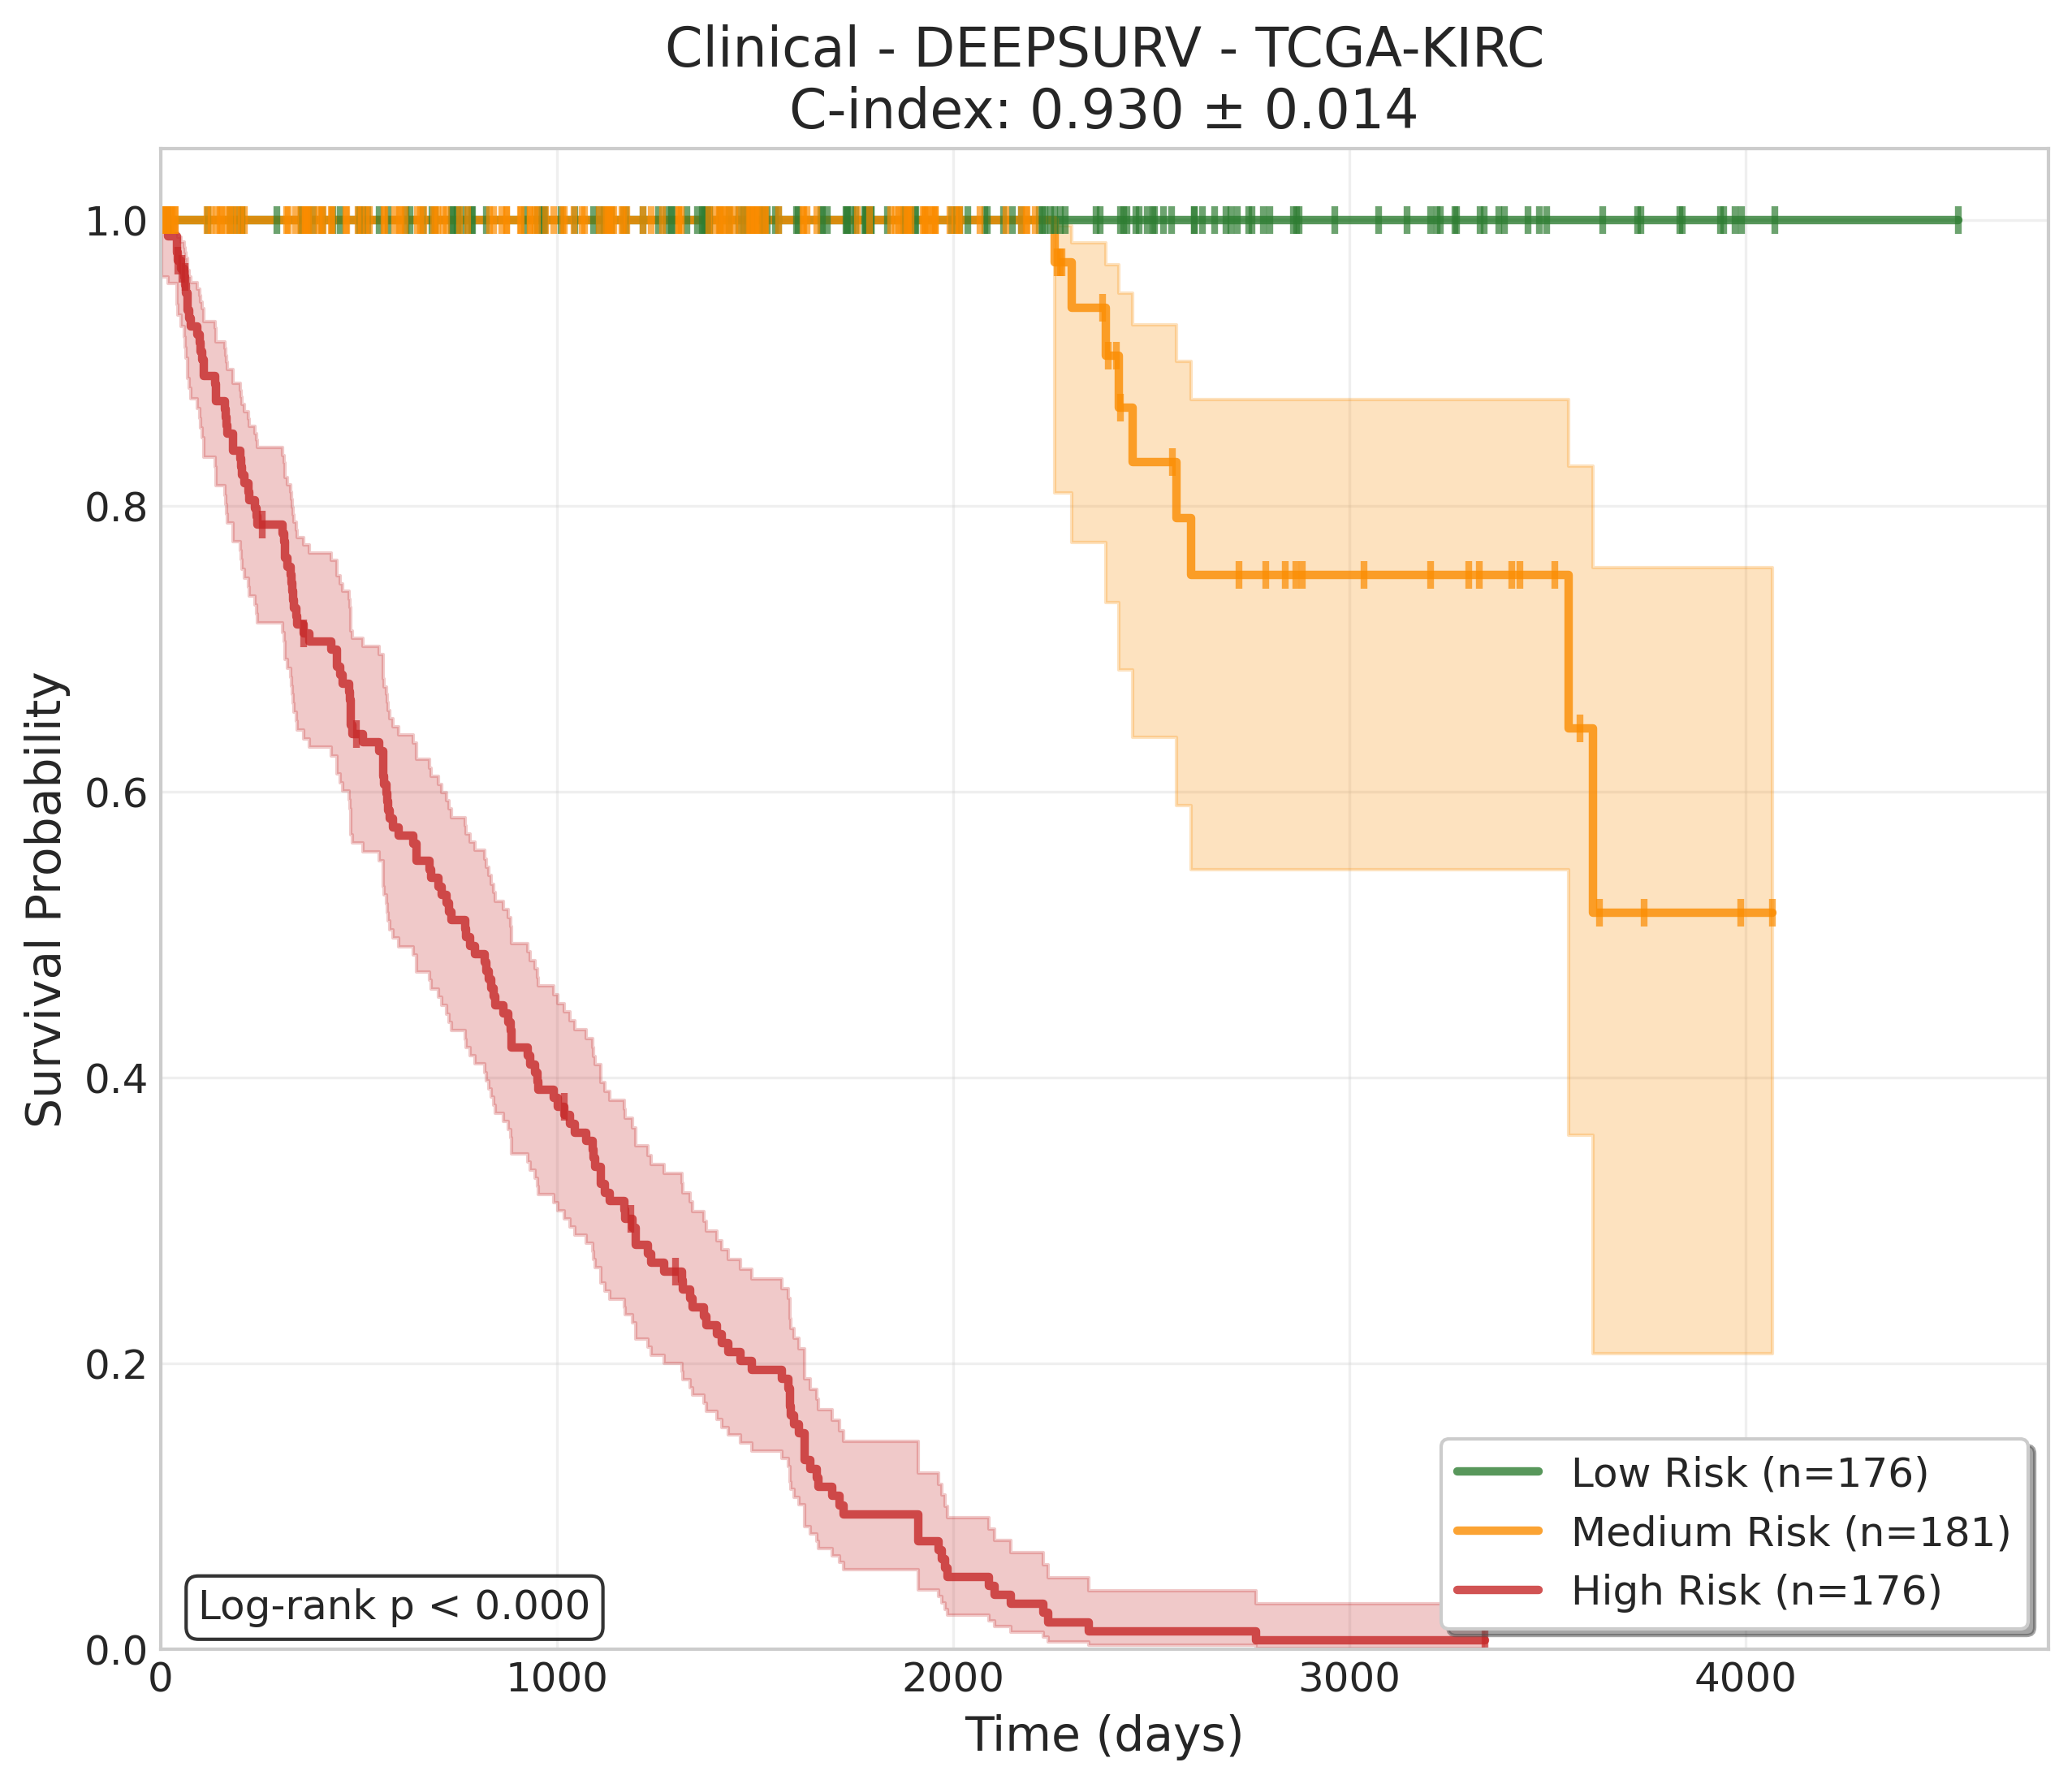 Clinical - DEEPSURV - TCGA-KIRC
C-index: 0.930 ± 0.014
Survival Probability
1.0
0.8
0.6
0.4
0.2
0.0
0 1000 2000 3000 4000
Time (days)
Log-rank p < 0.000
Low Risk (n=176)
Medium Risk (n=181)
High Risk (n=176)